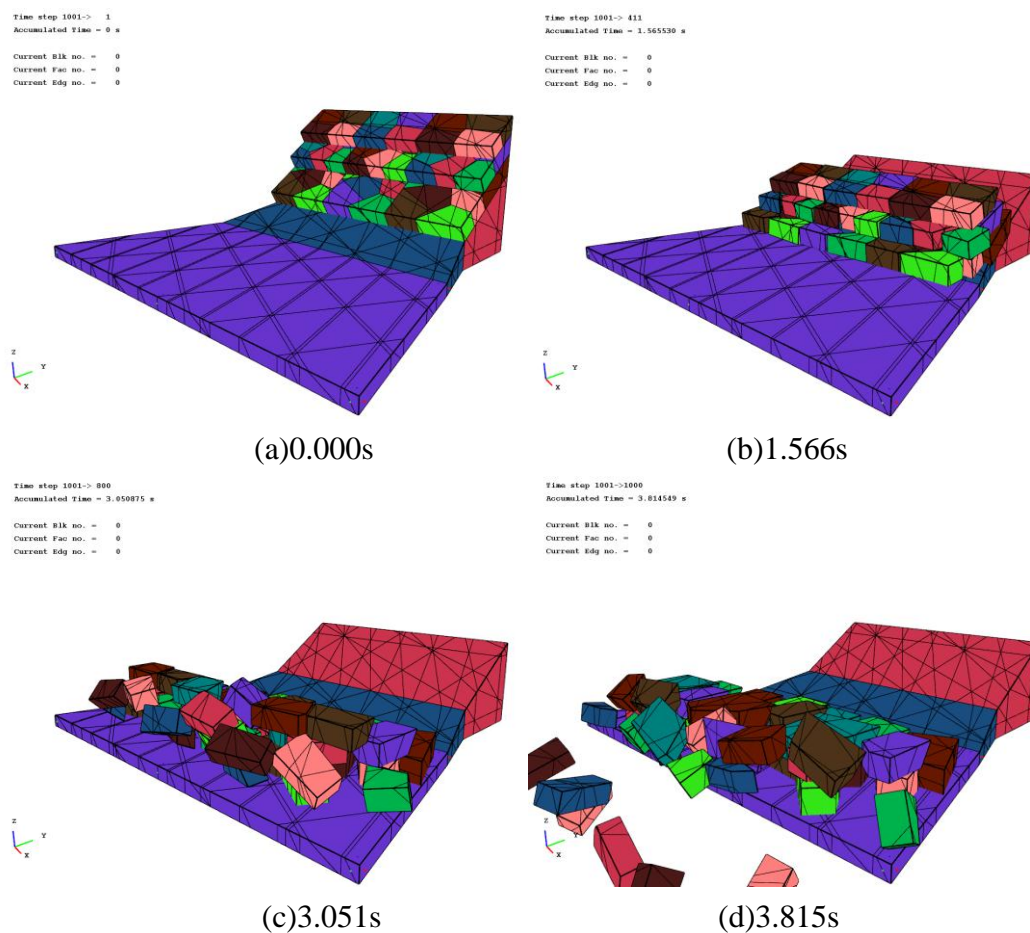 Time step 1001-> 1
Accumulated Time = 0 s
Current Blk no. = 0
Current Fac no. = 0
Current Edg no. = 0
Z
Y
X
(a)0.000s
Time step 1001-> 411
Accumulated Time = 1.565530 s
Current Blk no. = 0
Current Fac no. = 0
Current Edg no. = 0
Z
Y
X
(b)1.566s
Time step 1001-> 800
Accumulated Time = 3.050875 s
Current Blk no. = 0
Current Fac no. = 0
Current Edg no. = 0
Z
Y
X
(c)3.051s
Time step 1001->1000
Accumulated Time = 3.814549 s
Current Blk no. = 0
Current Fac no. = 0
Current Edg no. = 0
Z
Y
X
(d)3.815s